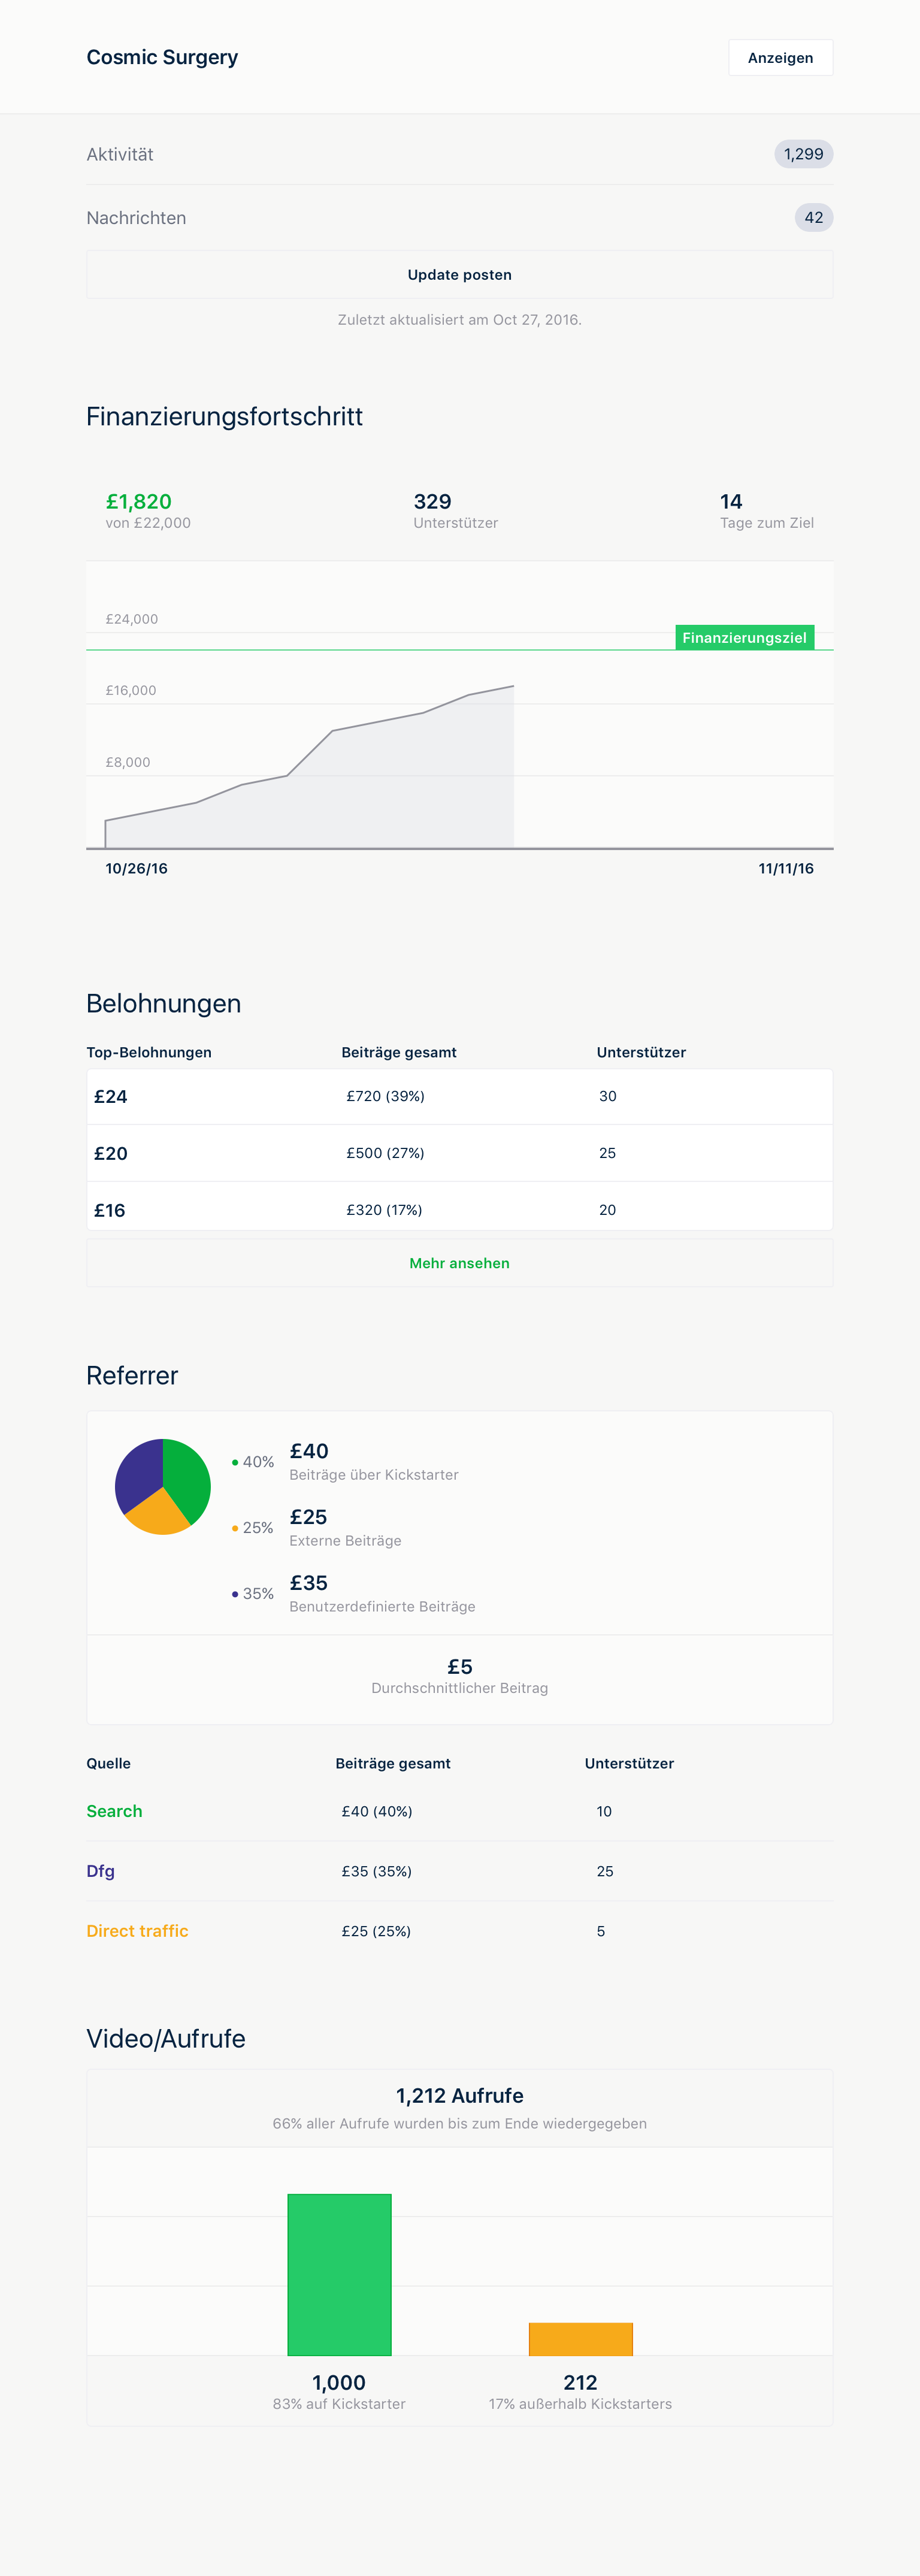 Cosmic Surgery
Anzeigen
Aktivität 1,299
Nachrichten 42
Update posten
Zuletzt aktualisiert am Oct 27, 2016.
Finanzierungsfortschritt
£1,820 329 14
von £22,000 Unterstützer Tage zum Ziel
£24,000
Finanzierungsziel
£16,000
£8,000
10/26/16 11/11/16
Belohnungen
Top-Belohnungen Beiträge gesamt Unterstützer
£24 £720 (39%) 30
£20 £500 (27%) 25
£16 £320 (17%) 20
Mehr ansehen
Referrer
40% £40
Beiträge über Kickstarter
25% £25
Externe Beiträge
35% £35
Benutzerdefinierte Beiträge
£5
Durchschnittlicher Beitrag
Quelle Beiträge gesamt Unterstützer
Search £40 (40%) 10
Dfg £35 (35%) 25
Direct traffic £25 (25%) 5
Video/Aufrufe
1,212 Aufrufe
66% aller Aufrufe wurden bis zum Ende wiedergegeben
1,000 212
83% auf Kickstarter 17% außerhalb Kickstarters